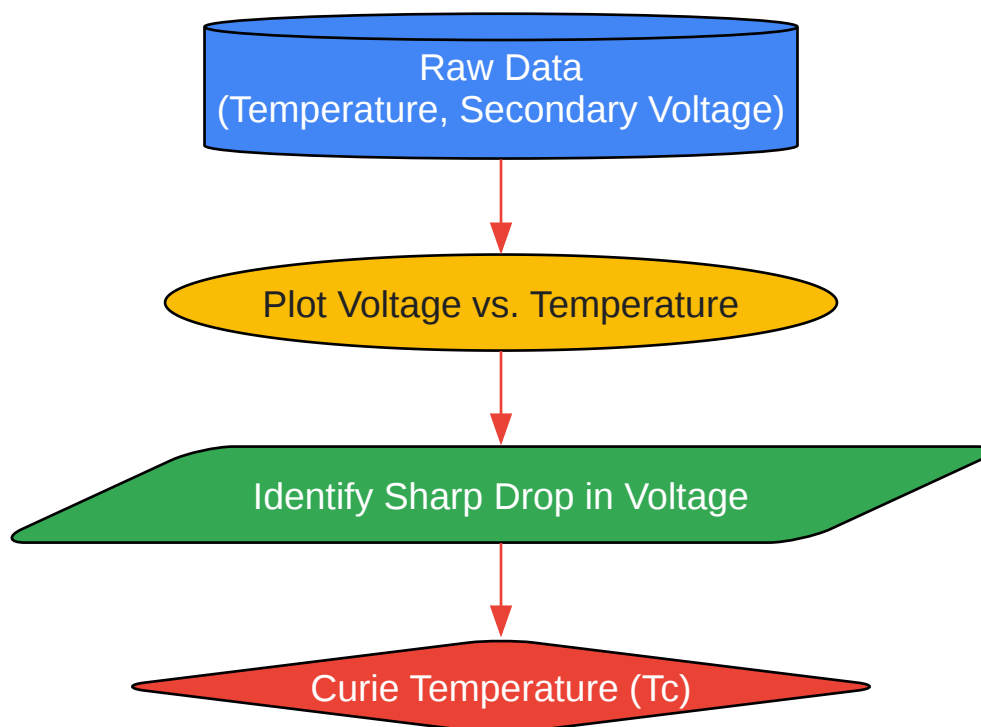 Raw Data
(Temperature, Secondary Voltage)
Plot Voltage vs. Temperature
Identify Sharp Drop in Voltage
Curie Temperature (Tc)